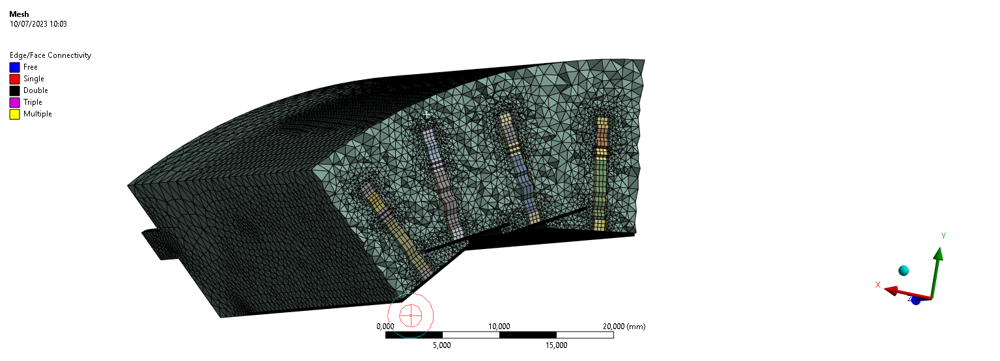 Mesh
10/07/2023 10:03
Edge/Face Connectivity
Free
Single
Double
Triple
Multiple
Y
X
Z
0,000 10,000 20,000 (mm)
5,000 15,000